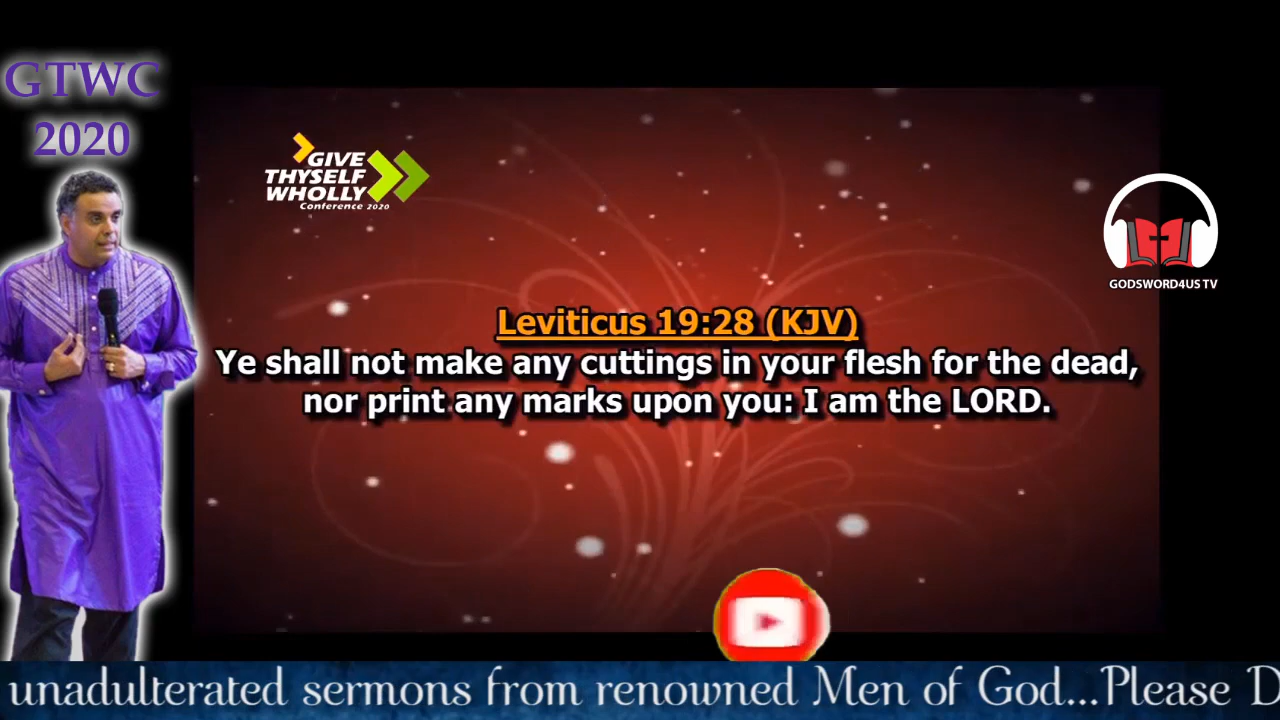 GTWC
2020
GIVE
THYSELF
WHOLLY
Conference 2020
GODSWORD4US TV
Leviticus 19:28 (KJV)
Ye shall not make any cuttings in your flesh for the dead,
nor print any marks upon you: I am the LORD.
unadulterated sermons from renowned Men of God...Please D